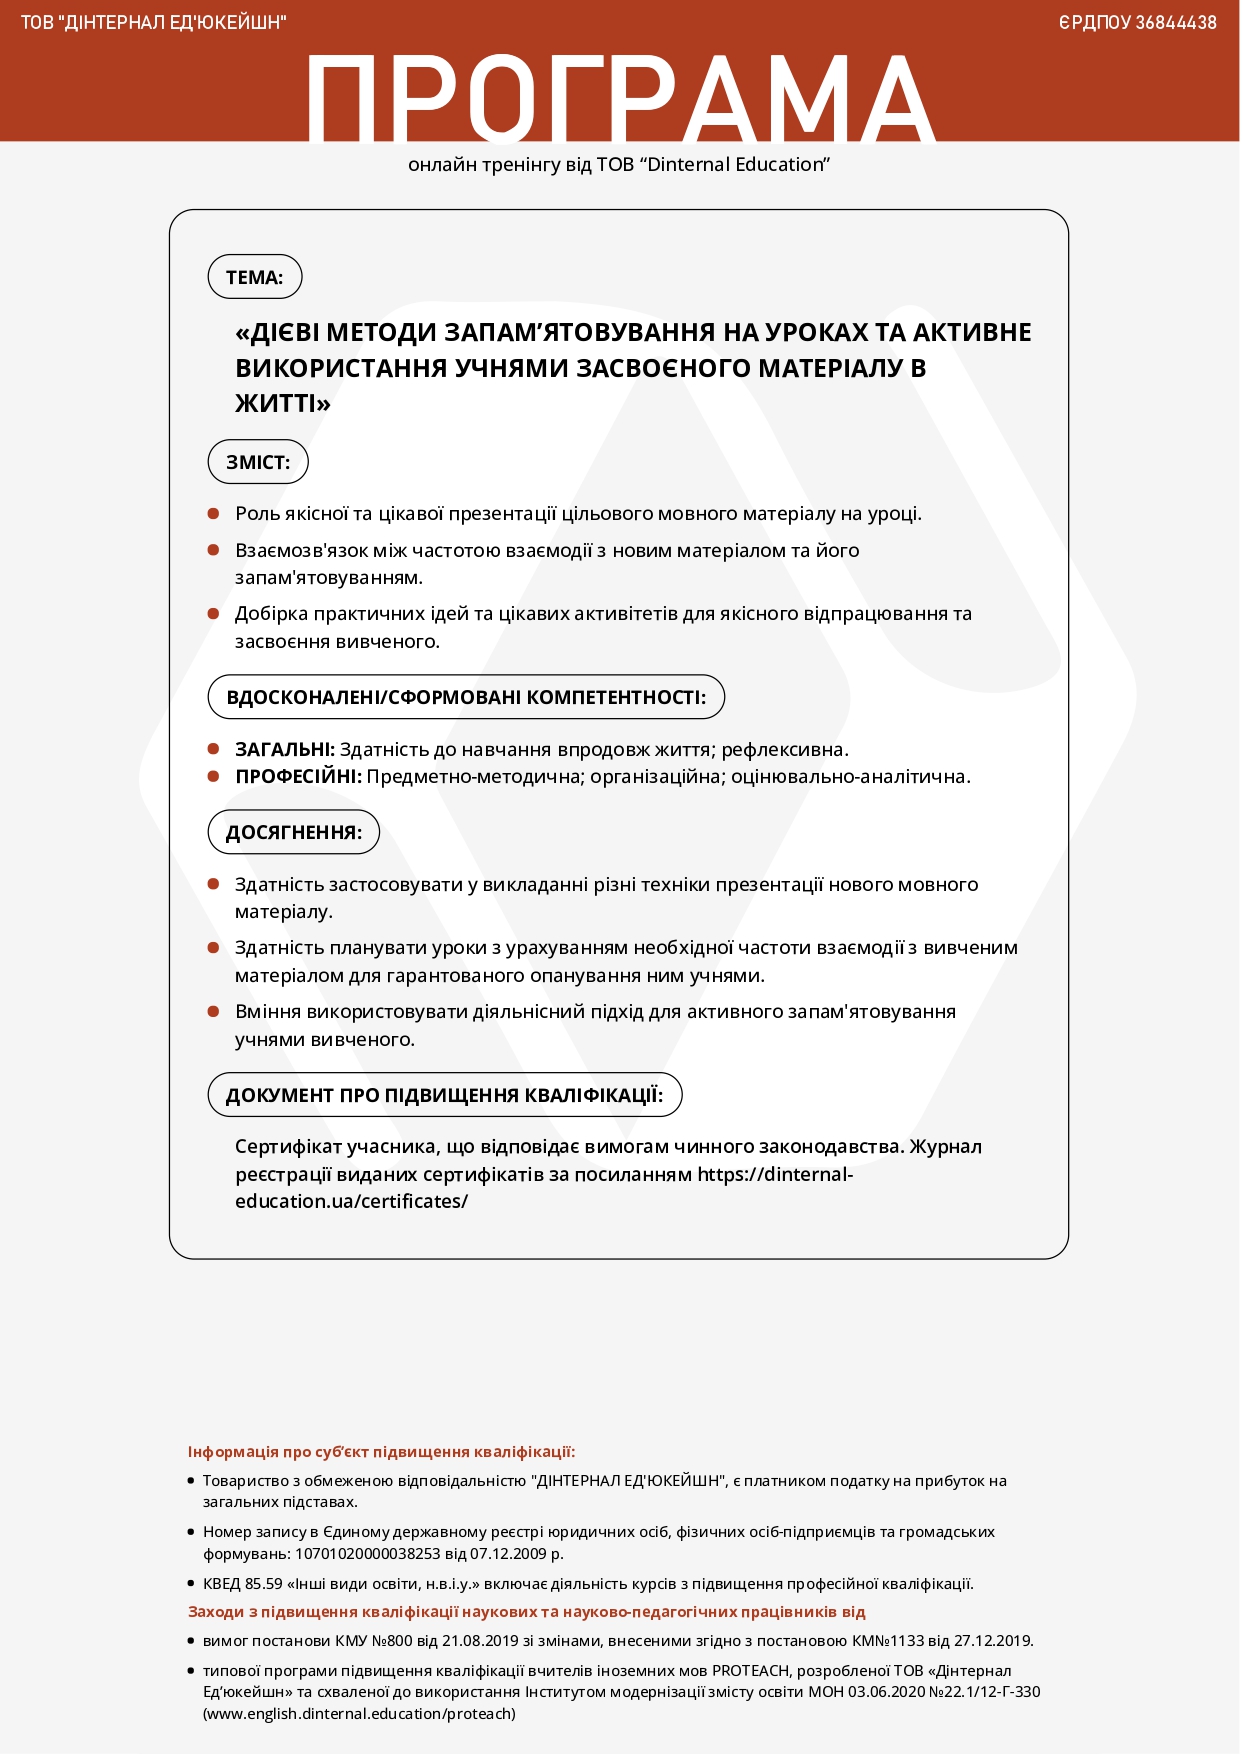 ТОВ "ДІНТЕРНАЛ ЕД'ЮКЕЙШН"
ЄРДПОУ 36844438
ПРОГРАМА
онлайн тренінгу від ТОВ “Dinternal Education”
ТЕМА:
«ДІЄВІ МЕТОДИ ЗАПАМ’ЯТОВУВАННЯ НА УРОКАХ ТА АКТИВНЕ
ВИКОРИСТАННЯ УЧНЯМИ ЗАСВОЄНОГО МАТЕРІАЛУ В
ЖИТТІ»
ЗМІСТ:
Роль якісної та цікавої презентації цільового мовного матеріалу на уроці.
Взаємозв'язок між частотою взаємодії з новим матеріалом та його
запам'ятовуванням.
Добірка практичних ідей та цікавих активітетів для якісного відпрацювання та
засвоєння вивченого.
ВДОСКОНАЛЕНІ/СФОРМОВАНІ КОМПЕТЕНТНОСТІ:
ЗАГАЛЬНІ: Здатність до навчання впродовж життя; рефлексивна.
ПРОФЕСІЙНІ: Предметно-методична; організаційна; оцінювально-аналітична.
ДОСЯГНЕННЯ:
Здатність застосовувати у викладанні різні техніки презентації нового мовного
матеріалу.
Здатність планувати уроки з урахуванням необхідної частоти взаємодії з вивченим
матеріалом для гарантованого опанування ним учнями.
Вміння використовувати діяльнісний підхід для активного запам'ятовування
учнями вивченого.
ДОКУМЕНТ ПРО ПІДВИЩЕННЯ КВАЛІФІКАЦІЇ:
Сертифікат учасника, що відповідає вимогам чинного законодавства. Журнал
реєстрації виданих сертифікатів за посиланням https://dinternal-
education.ua/certificates/
Інформація про суб’єкт підвищення кваліфікації:
Товариство з обмеженою відповідальністю "ДІНТЕРНАЛ ЕД'ЮКЕЙШН", є платником податку на прибуток на
загальних підставах.
Номер запису в Єдиному державному реєстрі юридичних осіб, фізичних осіб-підприємців та громадських
формувань: 10701020000038253 від 07.12.2009 р.
КВЕД 85.59 «Інші види освіти, н.в.і.у.» включає діяльність курсів з підвищення професійної кваліфікації.
Заходи з підвищення кваліфікації наукових та науково-педагогічних працівників від
вимог постанови КМУ №800 від 21.08.2019 зі змінами, внесеними згідно з постановою КМ№1133 від 27.12.2019.
типової програми підвищення кваліфікації вчителів іноземних мов PROTEACH, розробленої ТОВ «Дінтернал
Ед’юкейшн» та схваленої до використання Інститутом модернізації змісту освіти МОН 03.06.2020 №22.1/12-Г-330
(www.english.dinternal.education/proteach)